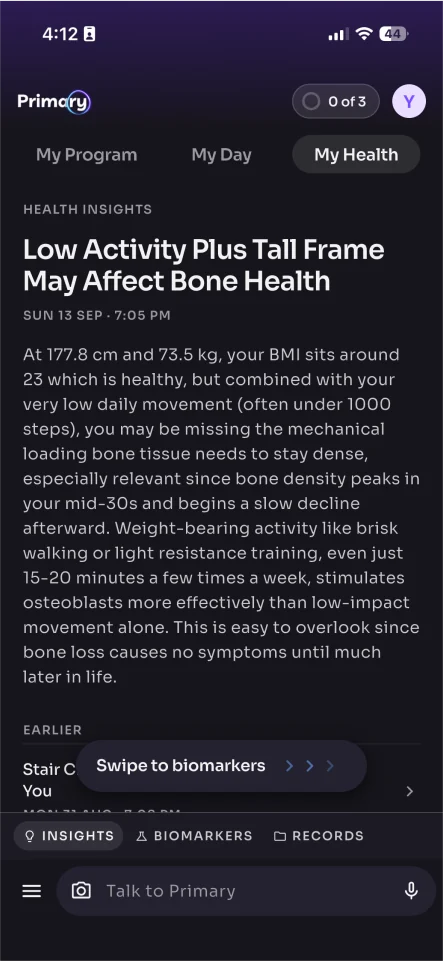 4:12
44
Primary
0 of 3
Y
My Program
My Day
My Health
HEALTH INSIGHTS
Low Activity Plus Tall Frame
May Affect Bone Health
SUN 13 SEP · 7:05 PM
At 177.8 cm and 73.5 kg, your BMI sits around
23 which is healthy, but combined with your
very low daily movement (often under 1000
steps), you may be missing the mechanical
loading bone tissue needs to stay dense,
especially relevant since bone density peaks in
your mid-30s and begins a slow decline
afterward. Weight-bearing activity like brisk
walking or light resistance training, even just
15-20 minutes a few times a week, stimulates
osteoblasts more effectively than low-impact
movement alone. This is easy to overlook since
bone loss causes no symptoms until much
later in life.
EARLIER
Stair C
Swipe to biomarkers
You
MON 31 AUG
INSIGHTS
BIOMARKERS
RECORDS
Talk to Primary